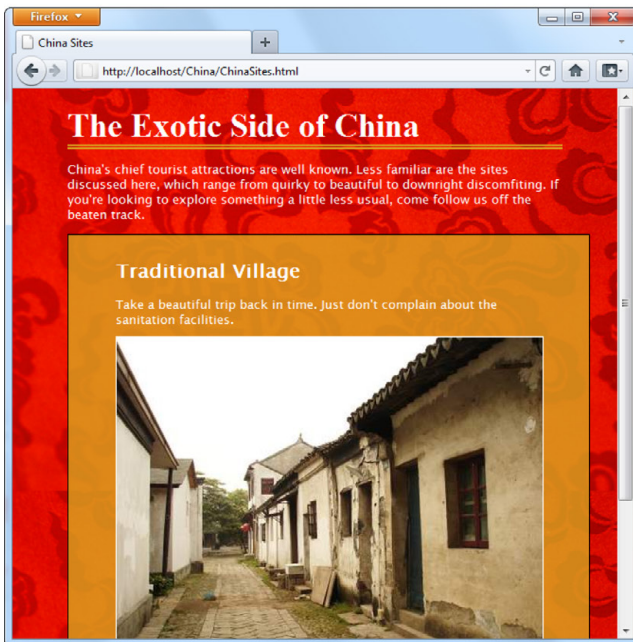 Firefox
China Sites
http://localhost/China/ChinaSites.html
The Exotic Side of China
China's chief tourist attractions are well known. Less familiar are the sites
discussed here, which range from quirky to beautiful to downright discomfiting. If
you're looking to explore something a little less usual, come follow us off the
beaten track.
Traditional Village
Take a beautiful trip back in time. Just don't complain about the
sanitation facilities.